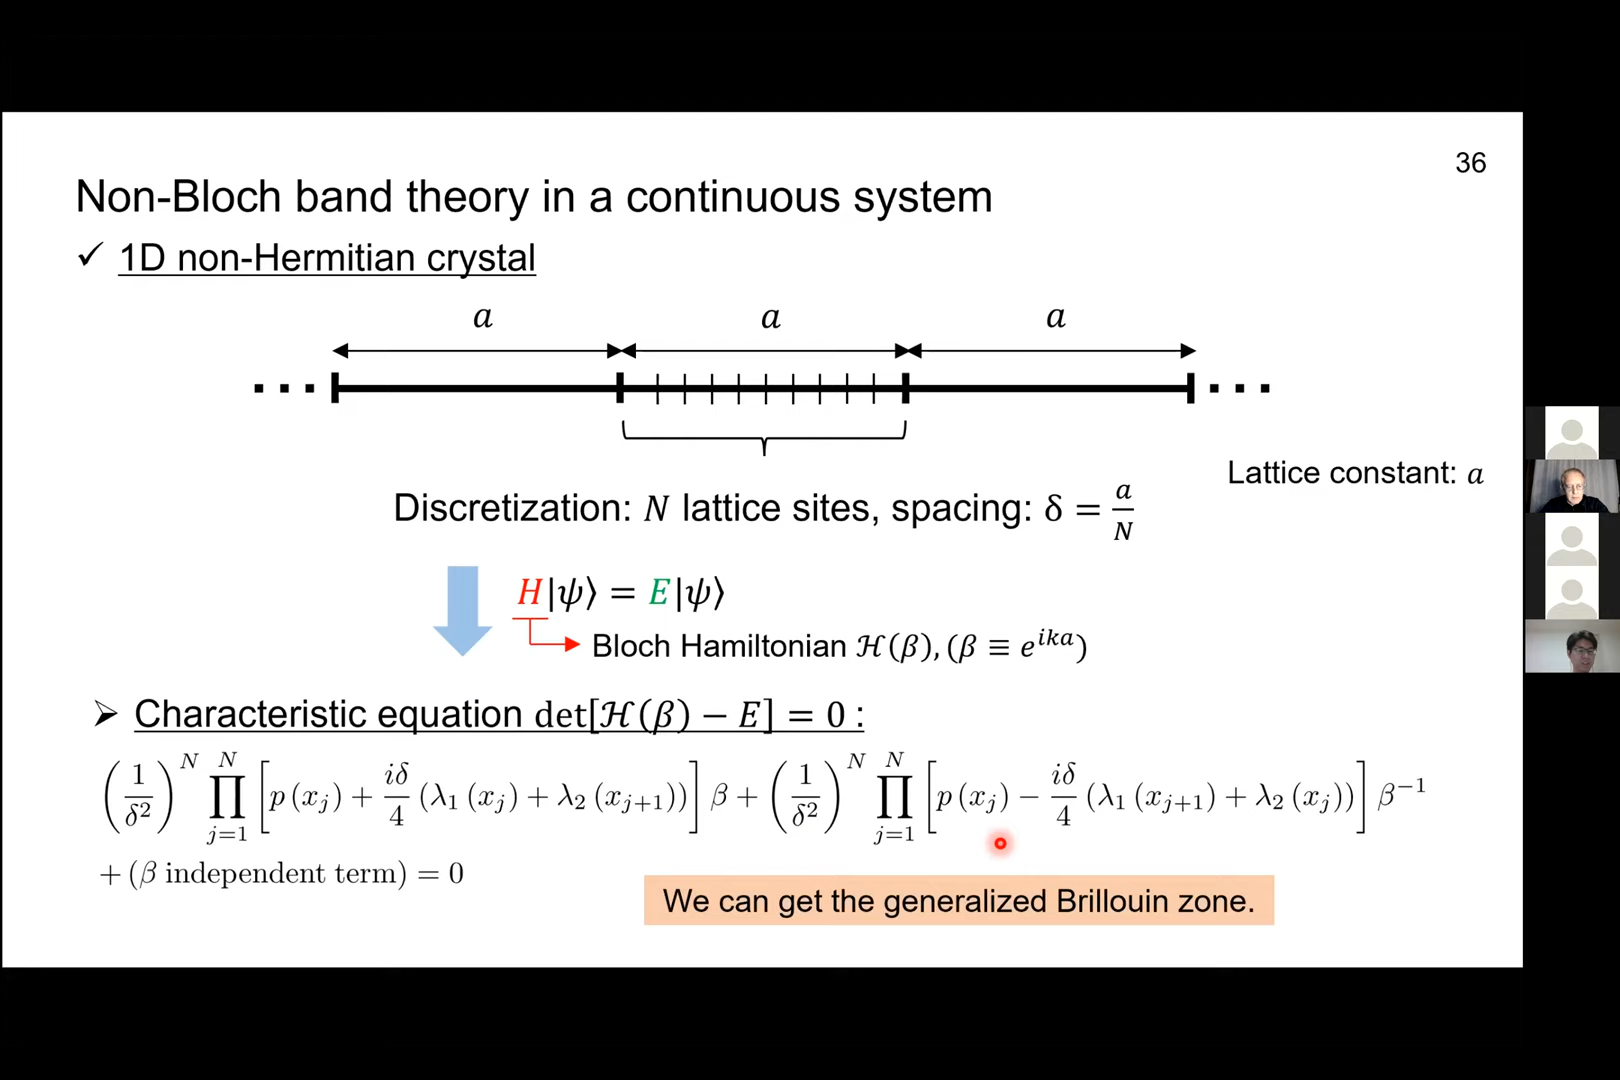 36
Non-Bloch band theory in a continuous system
✓ 1D non-Hermitian crystal
a a a
Lattice constant: a
Discretization: N lattice sites, spacing: δ = a/N
H|ψ⟩ = E|ψ⟩
Bloch Hamiltonian ℋ(β), (β ≡ e^{ika})
➢ Characteristic equation det[ℋ(β) − E] = 0 :
(1/δ²)^N ∏_{j=1}^{N} [p(x_j) + iδ/4 (λ₁(x_j) + λ₂(x_{j+1}))] β + (1/δ²)^N ∏_{j=1}^{N} [p(x_j) − iδ/4 (λ₁(x_{j+1}) + λ₂(x_j))] β^{−1}
+ (β independent term) = 0
We can get the generalized Brillouin zone.